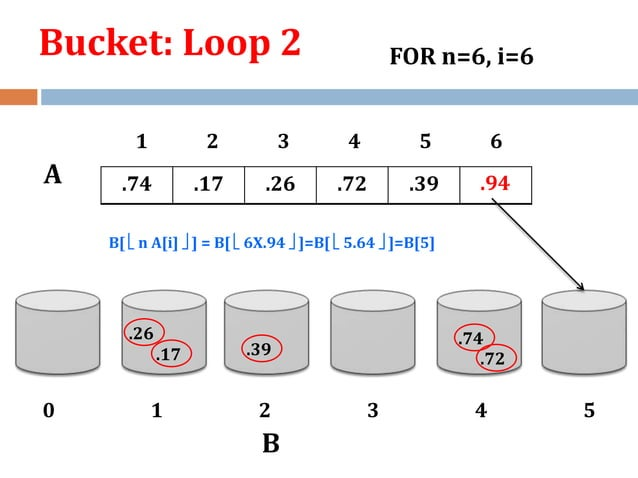 Bucket: Loop 2
FOR n=6, i=6
1 2 3 4 5 6
A
.74 .17 .26 .72 .39 .94
B[⎣ n A[i] ⎦] = B[⎣ 6X.94 ⎦]=B[⎣ 5.64 ⎦]=B[5]
.26
.17
.39
.74
.72
0 1 2 3 4 5
B